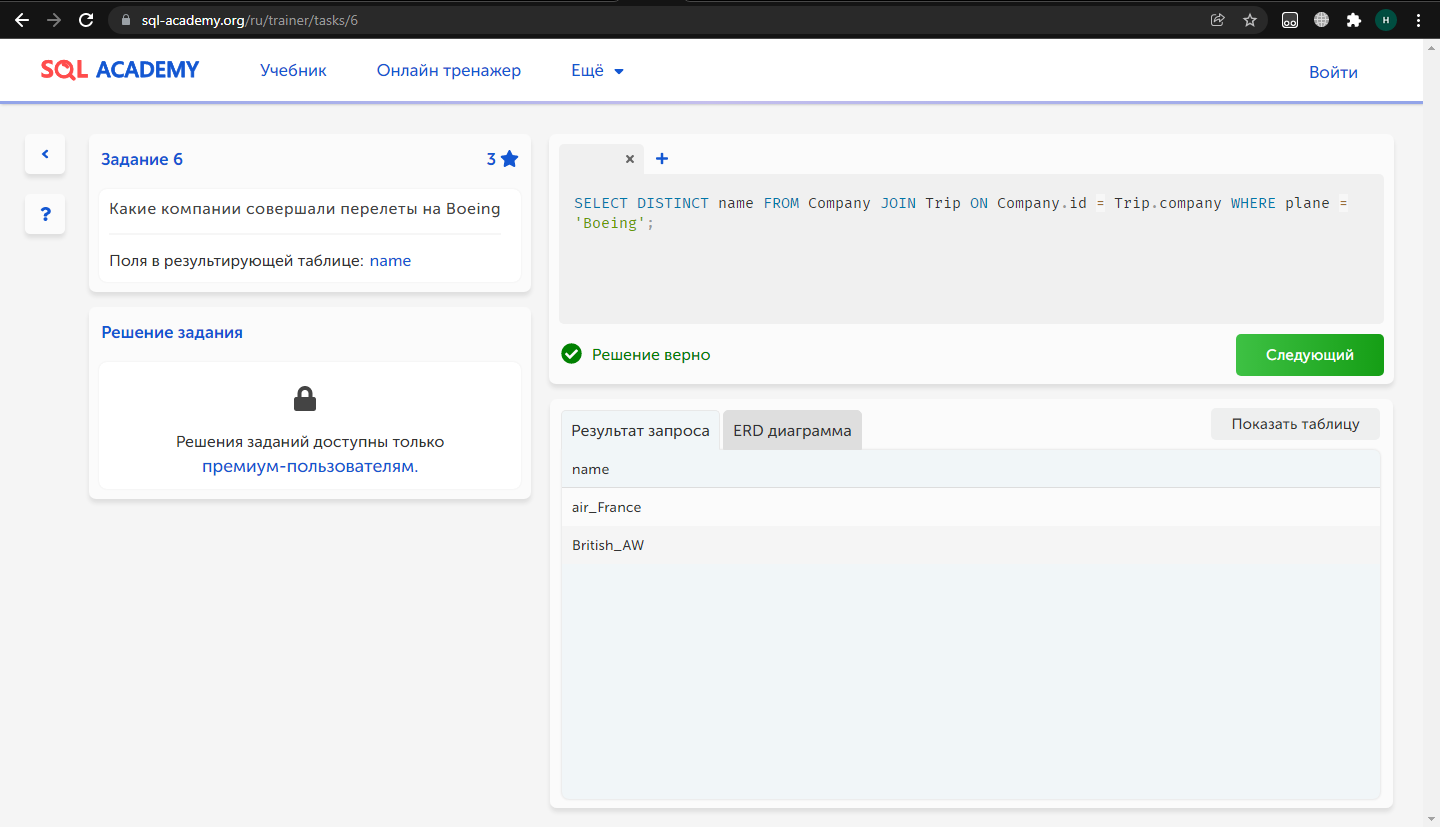 sql-academy.org/ru/trainer/tasks/6
H
SQL ACADEMY
Учебник
Онлайн тренажер
Ещё
Войти
Задание 6
3
?
Какие компании совершали перелеты на Boeing
Поля в результирующей таблице: name
Решение задания
Решения заданий доступны только
премиум-пользователям.
SELECT DISTINCT name FROM Company JOIN Trip ON Company.id = Trip.company WHERE plane =
'Boeing';
Решение верно
Следующий
Результат запроса
ERD диаграмма
Показать таблицу
name
air_France
British_AW